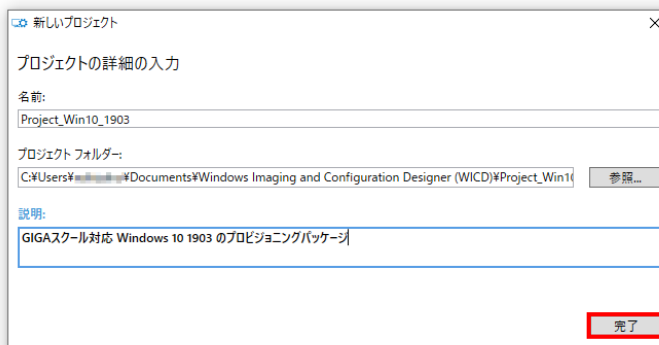 新しいプロジェクト
プロジェクトの詳細の入力
名前:
Project_Win10_1903
プロジェクト フォルダー:
C:¥Users¥ ¥Documents¥Windows Imaging and Configuration Designer (WICD)¥Project_Win1
参照...
説明:
GIGAスクール対応 Windows 10 1903 のプロビジョニングパッケージ
完了